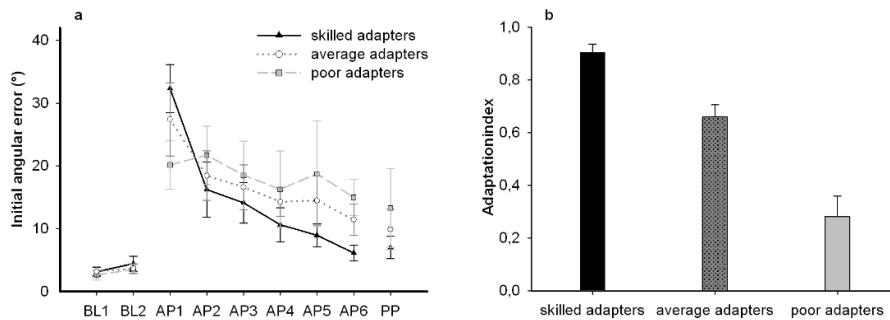 a
Initial angular error (°)
40
30
20
10
0
skilled adapters
average adapters
poor adapters
BL1 BL2 AP1 AP2 AP3 AP4 AP5 AP6 PP
b
Adaptationindex
1,0
0,8
0,6
0,4
0,2
0,0
skilled adapters average adapters poor adapters